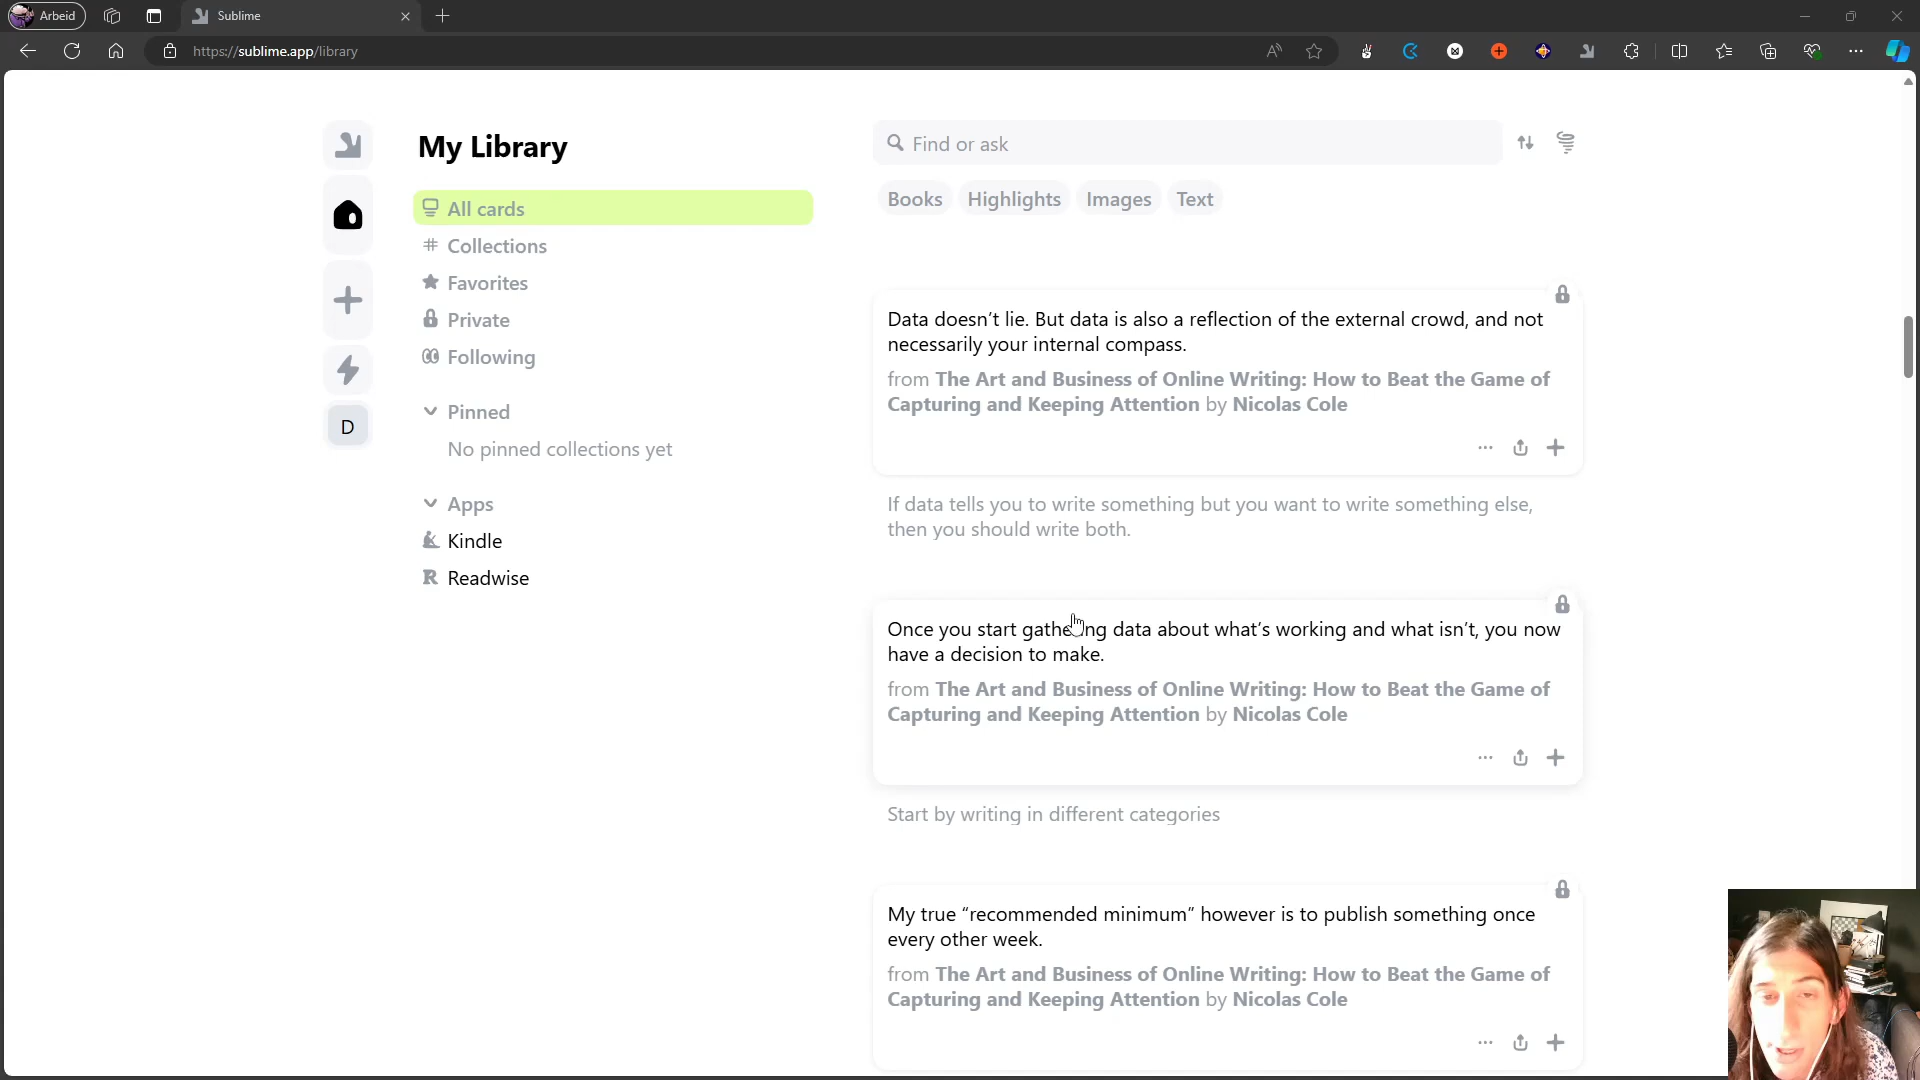 Arbeid
Sublime
https://sublime.app/library
My Library
All cards
Collections
Favorites
Private
Following
Pinned
No pinned collections yet
Apps
Kindle
R Readwise
D
Find or ask
Books Highlights Images Text
Data doesn't lie. But data is also a reflection of the external crowd, and not
necessarily your internal compass.
from The Art and Business of Online Writing: How to Beat the Game of
Capturing and Keeping Attention by Nicolas Cole
If data tells you to write something but you want to write something else,
then you should write both.
Once you start gathering data about what's working and what isn't, you now
have a decision to make.
from The Art and Business of Online Writing: How to Beat the Game of
Capturing and Keeping Attention by Nicolas Cole
Start by writing in different categories
My true “recommended minimum” however is to publish something once
every other week.
from The Art and Business of Online Writing: How to Beat the Game of
Capturing and Keeping Attention by Nicolas Cole